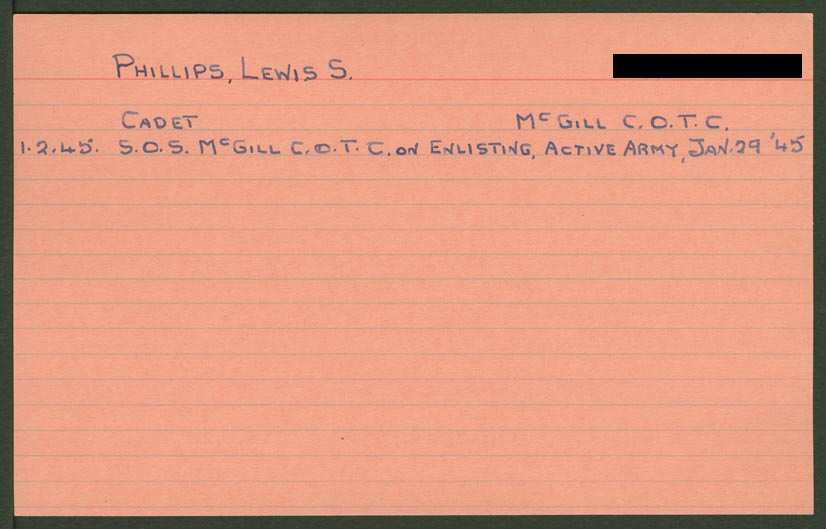 PHILLIPS, LEWIS S.
CADET McGILL C.O.T.C.
1.2.45. S.O.S. McGILL C.O.T.C. ON ENLISTING, ACTIVE ARMY, JAN. 29 '45